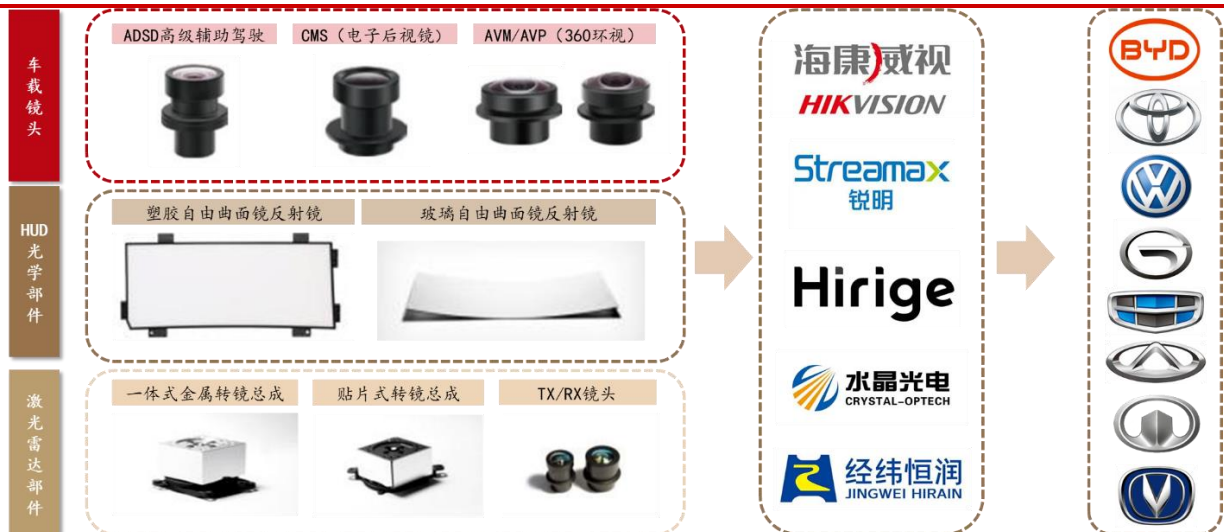 车载镜头
ADSD高级辅助驾驶
CMS（电子后视镜）
AVM/AVP（360环视）
HUD光学部件
塑胶自由曲面镜反射镜
玻璃自由曲面镜反射镜
激光雷达部件
一体式金属转镜总成
贴片式转镜总成
TX/RX镜头
海康威视
HIKVISION
Streamax
锐明
Hirige
水晶光电
CRYSTAL-OPTECH
经纬恒润
JINGWEI HIRAIN
BYD